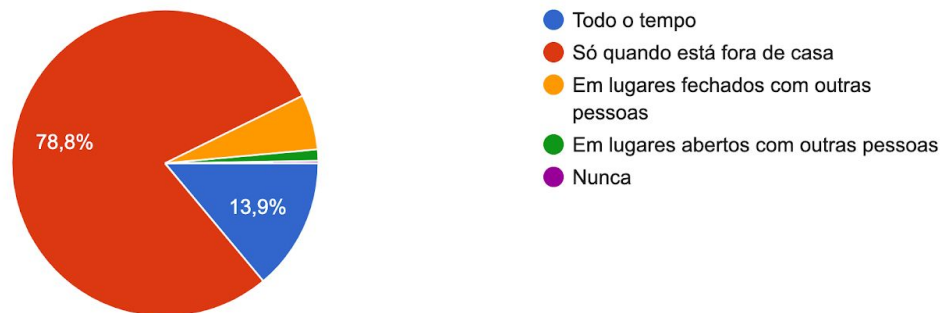 78,8%
13,9%
Todo o tempo
Só quando está fora de casa
Em lugares fechados com outras
pessoas
Em lugares abertos com outras pessoas
Nunca